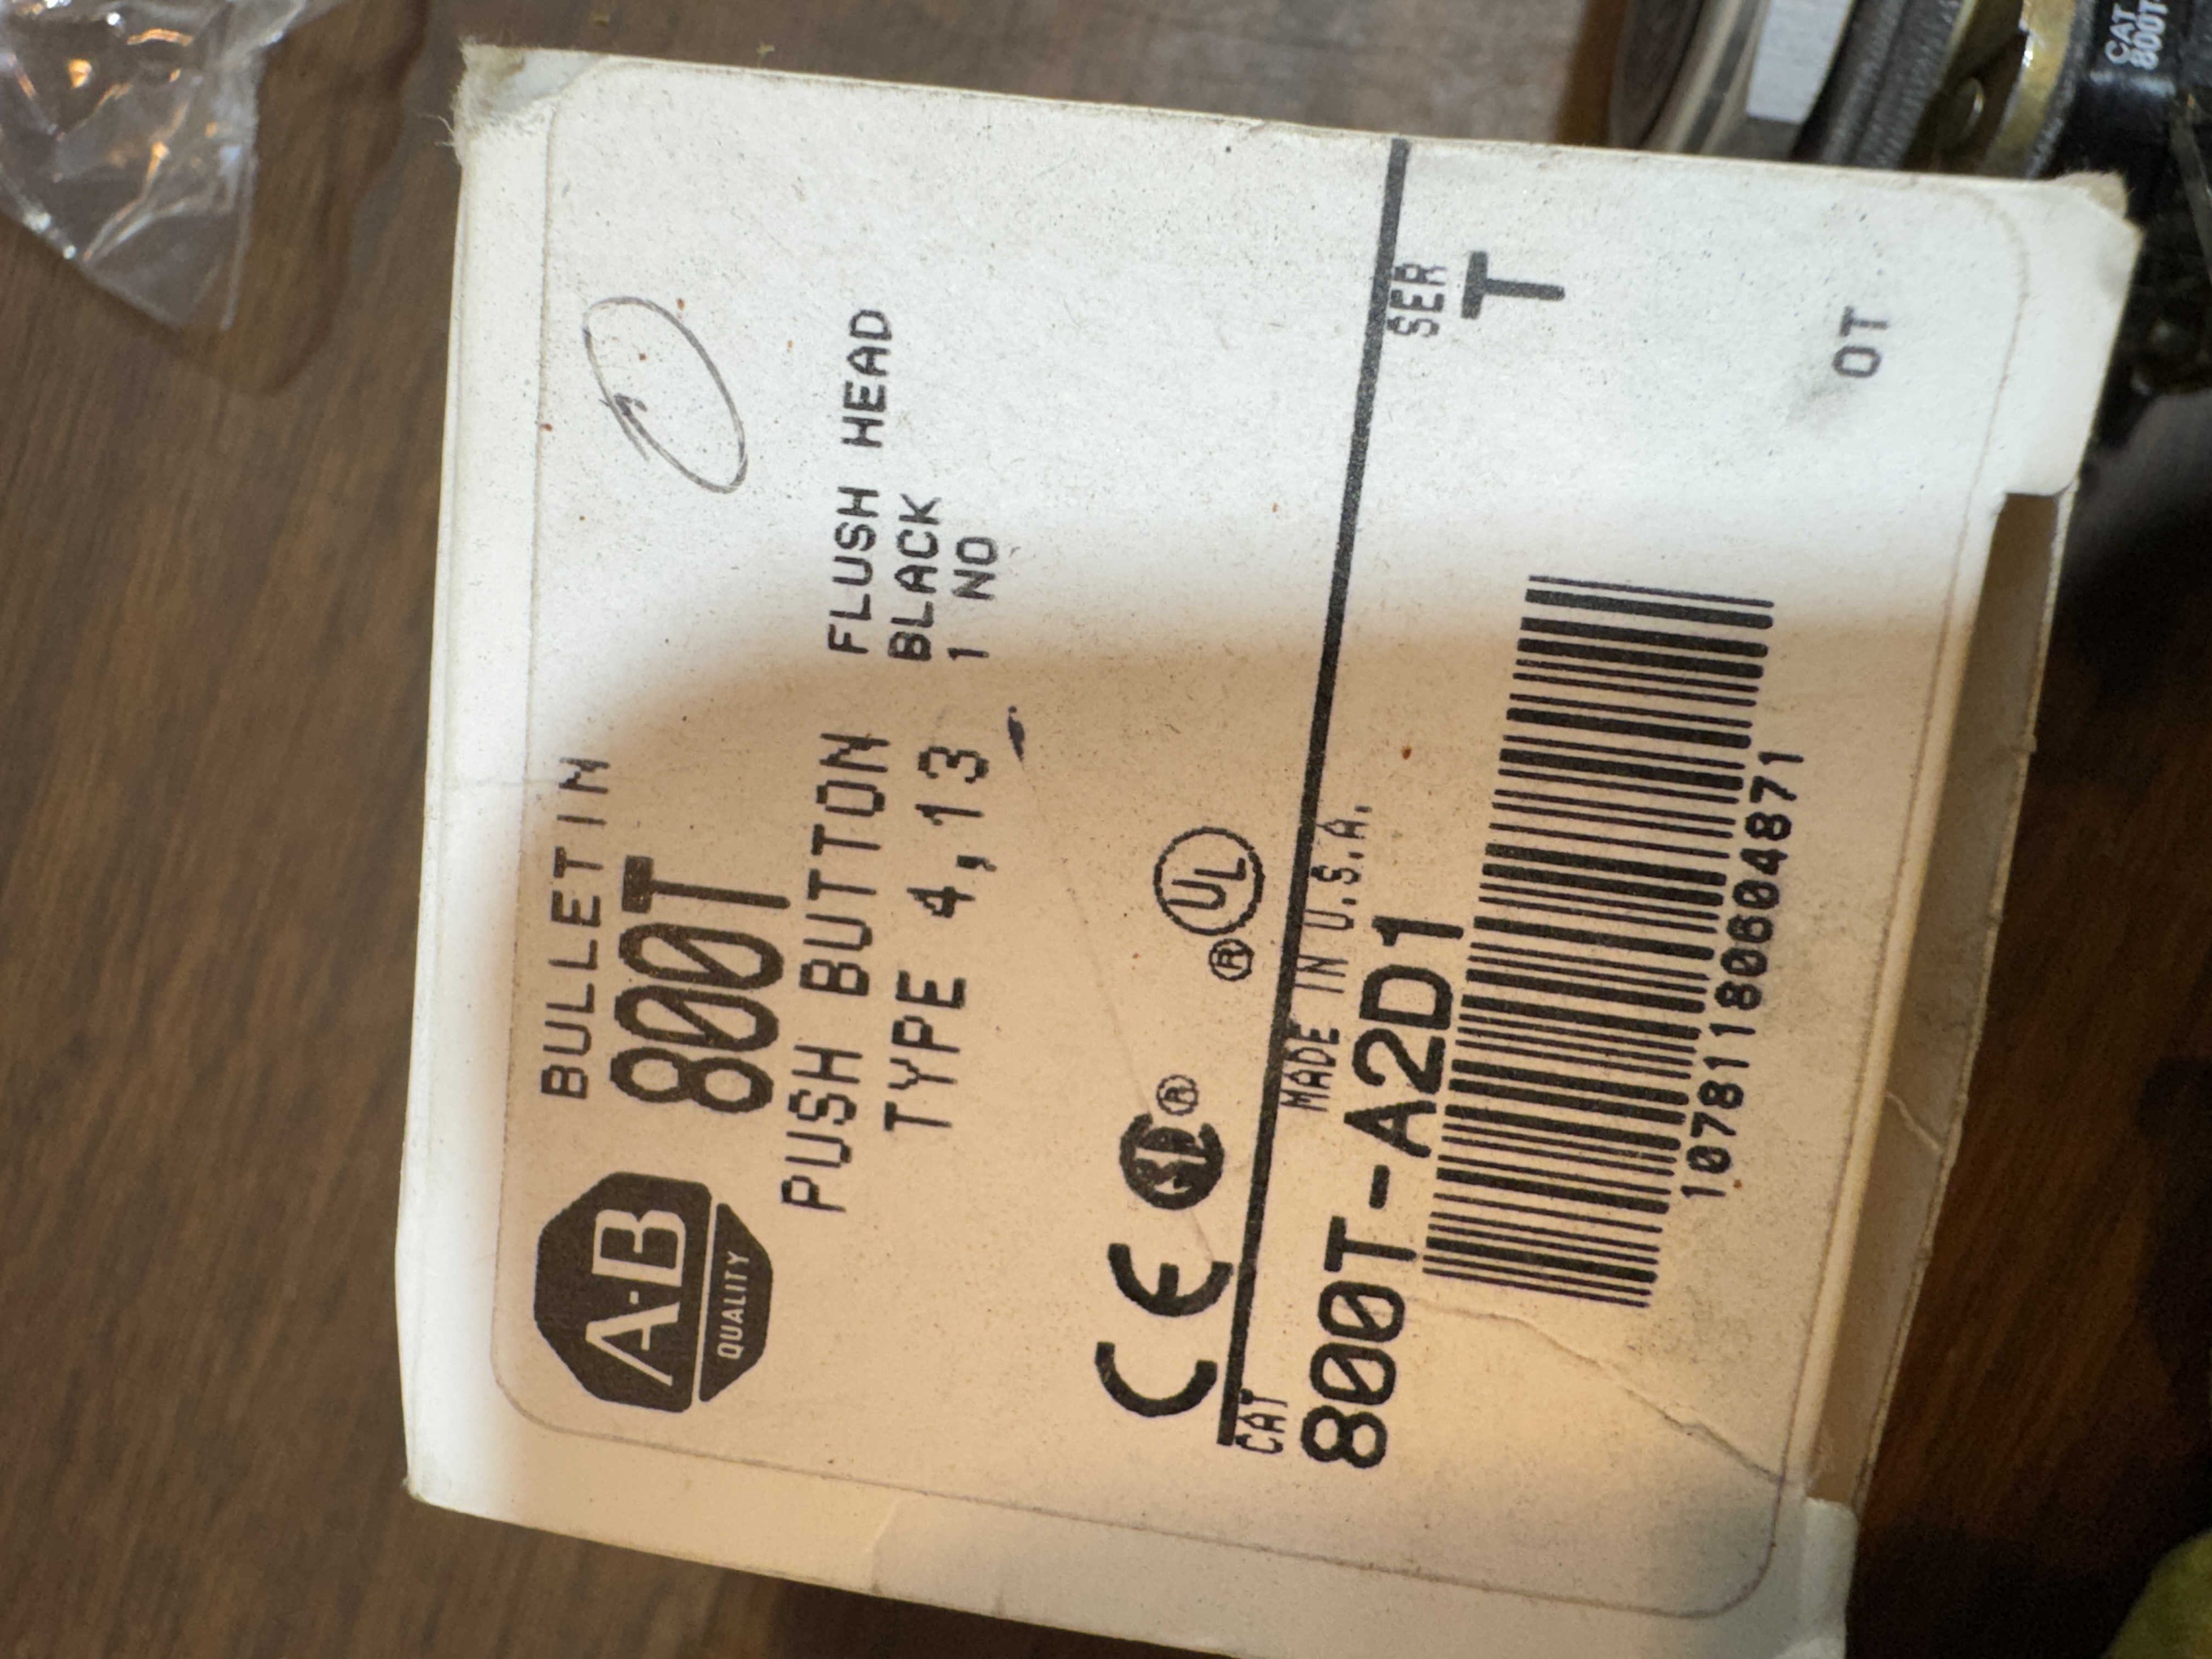 A-B
QUALITY
BULLETIN
800T
PUSH BUTTON
TYPE 4,13
FLUSH HEAD
BLACK
1 NO
CE
®
UL
®
MADE IN U.S.A.
CAT
800T-A2D1
SER
T
10781180604871
OT
CAT
800T-